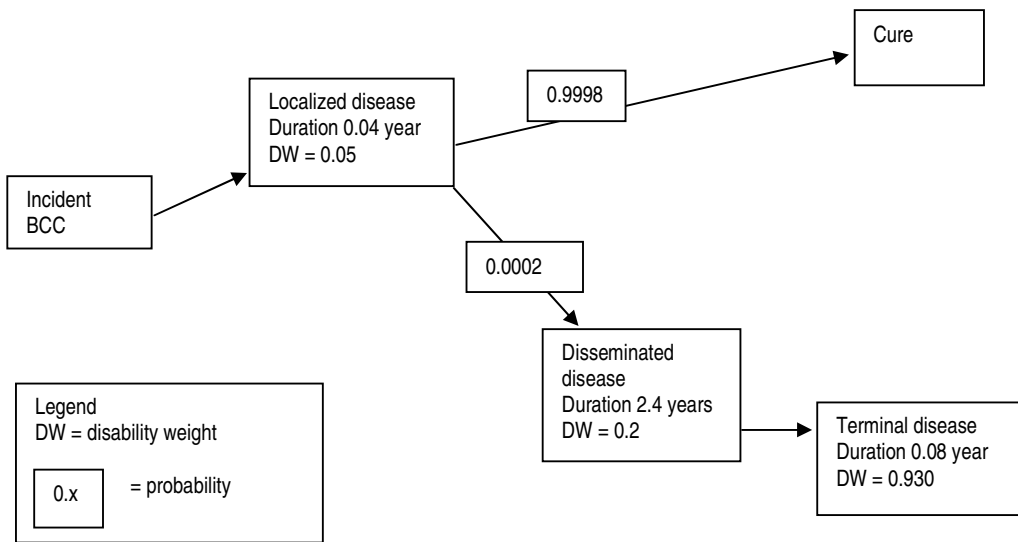 Incident
BCC
Localized disease
Duration 0.04 year
DW = 0.05
0.9998
Cure
0.0002
Disseminated
disease
Duration 2.4 years
DW = 0.2
Terminal disease
Duration 0.08 year
DW = 0.930
Legend
DW = disability weight
0.x = probability